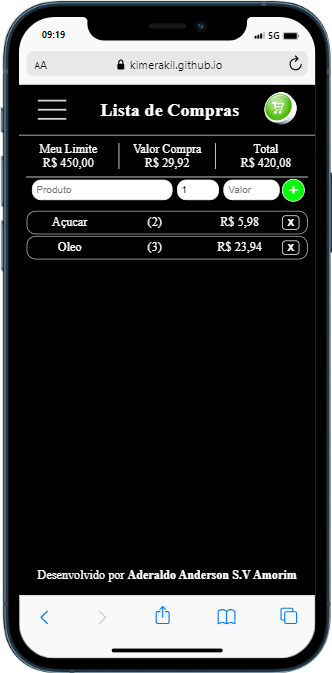 09:19
5G
AA
kimerakil.github.io
Lista de Compras
Meu Limite Valor Compra Total
R$ 450,00 R$ 29,92 R$ 420,08
Produto 1 Valor +
Açucar (2) R$ 5,98 X
Oleo (3) R$ 23,94 X
Desenvolvido por Aderaldo Anderson S.V Amorim